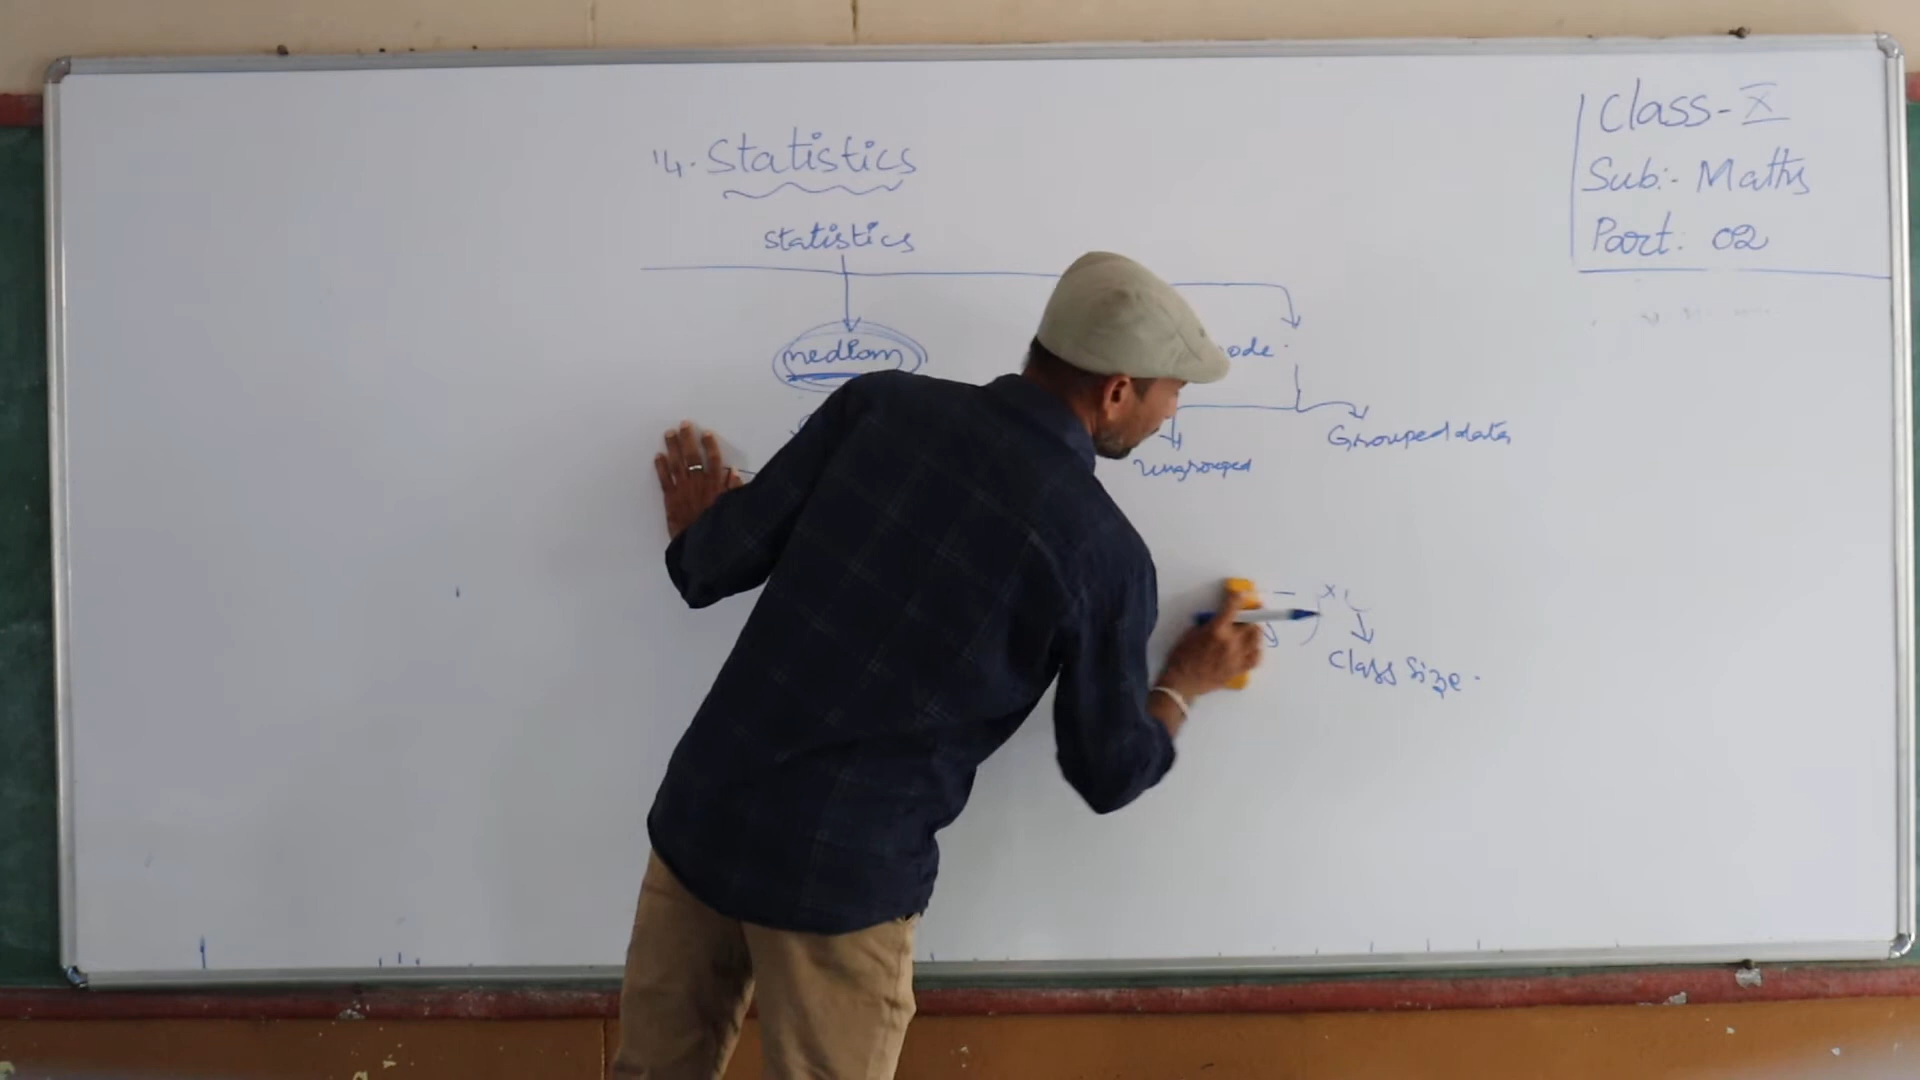 Class - X
Sub:- Maths
Part: 02
14. Statistics
statistics
median
ode
Ungrouped
Grouped data
x
Class Size.